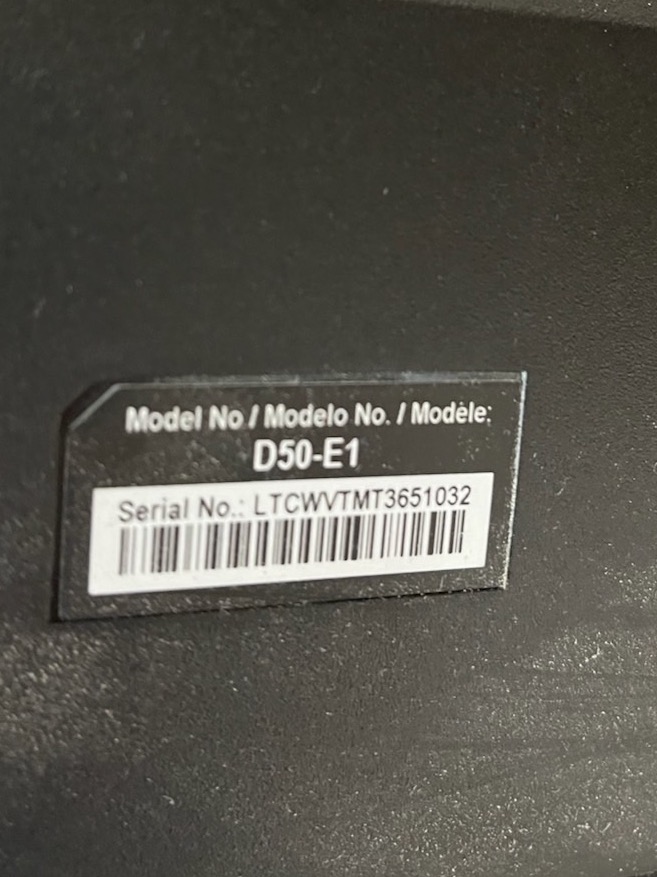 Model No / Modelo No. / Modèle:
D50-E1
Serial No.: LTCWVTMT3651032